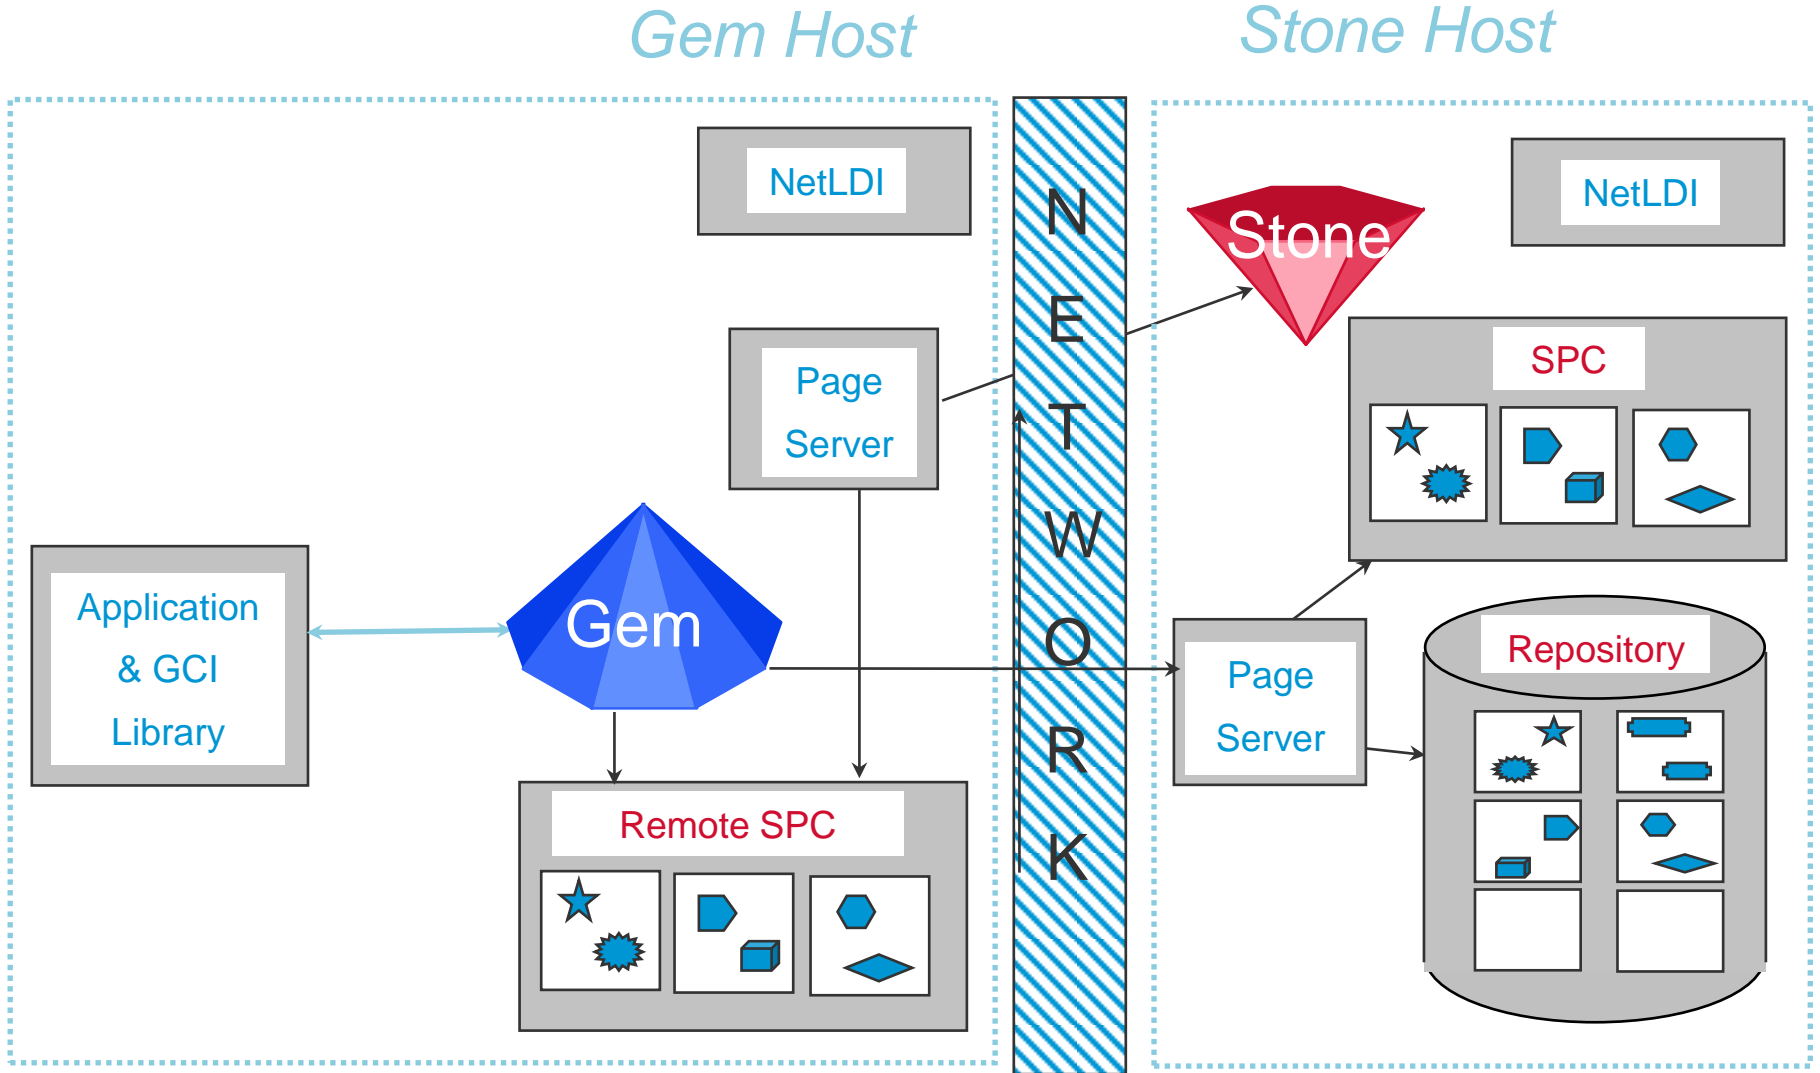 Gem Host
Stone Host
NetLDI
NETWORK
Stone
NetLDI
Page
Server
SPC
Application
& GCI
Library
Gem
Page
Server
Repository
Remote SPC